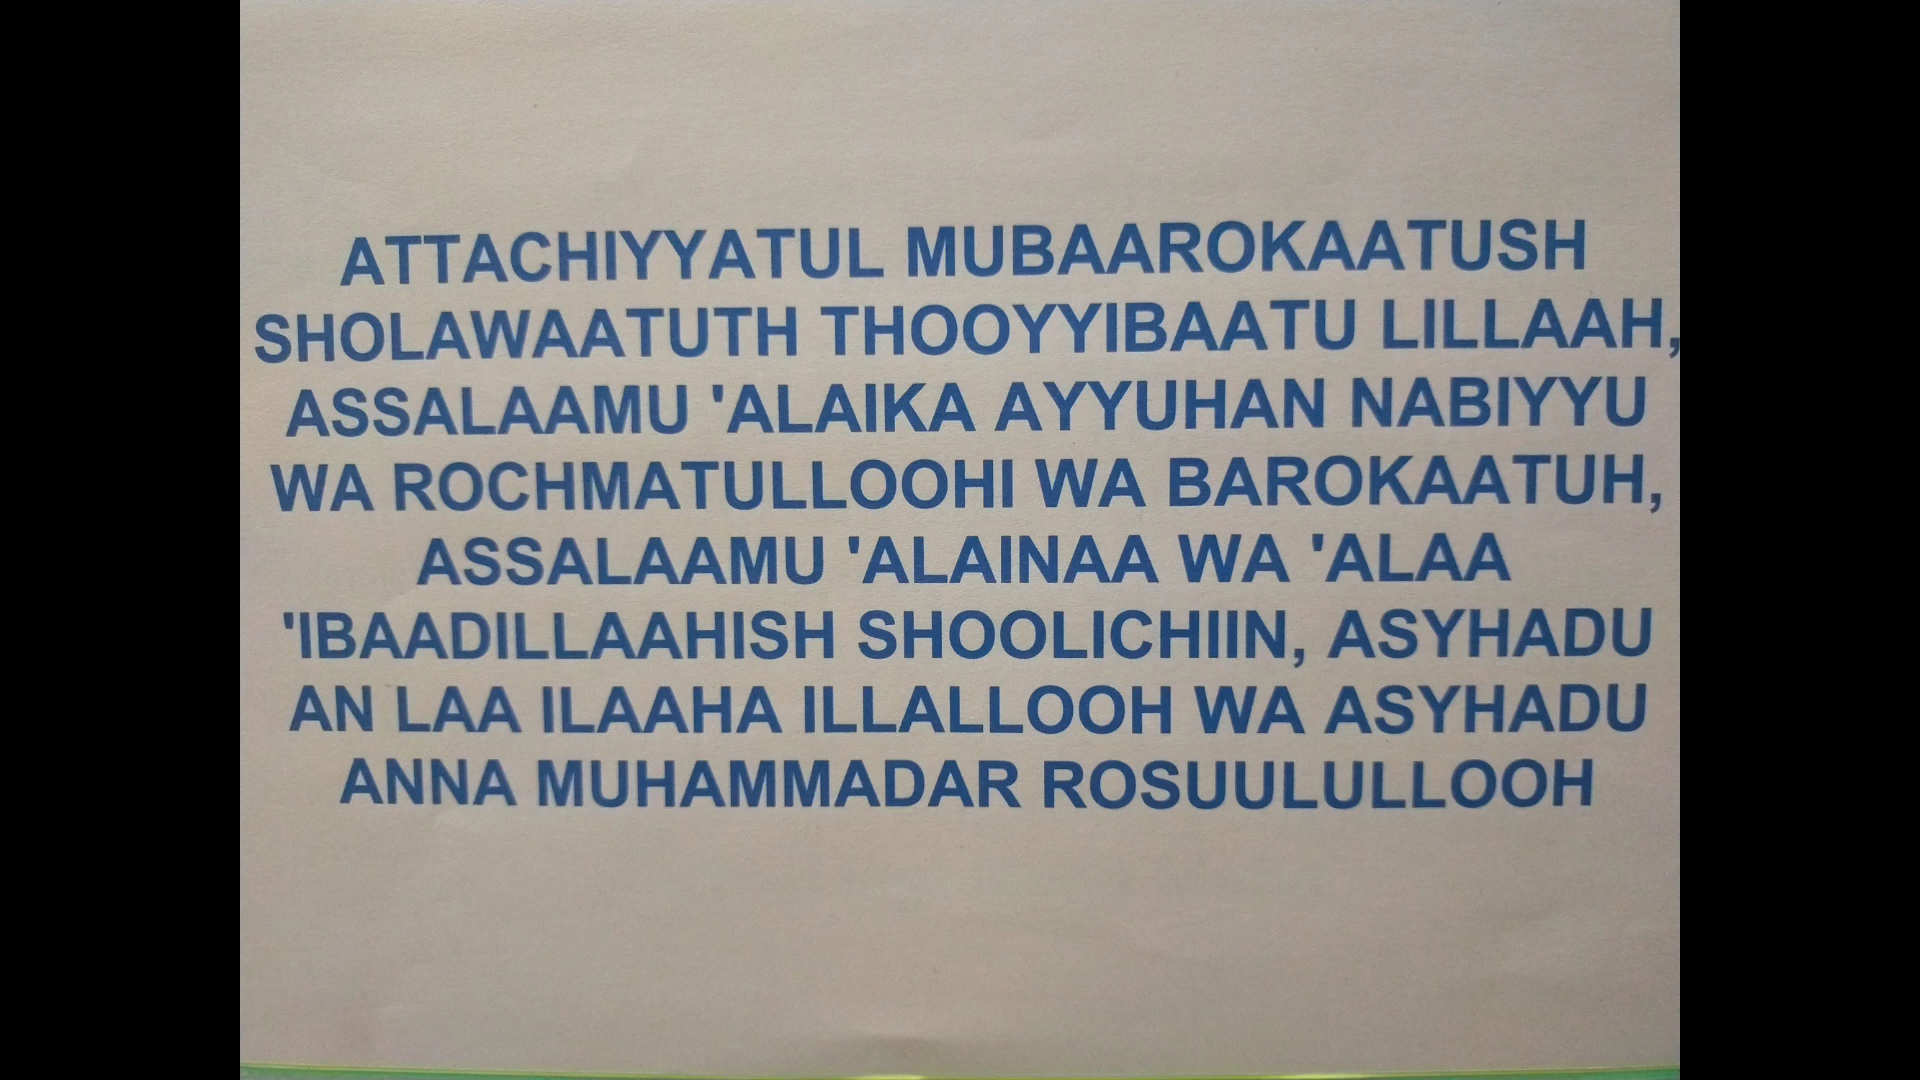 ATTACHIYYATUL MUBAAROKAATUSH
SHOLAWAATUTH THOOYYIBAATU LILLAAH,
ASSALAAMU 'ALAIKA AYYUHAN NABIYYU
WA ROCHMATULLOOHI WA BAROKAATUH,
ASSALAAMU 'ALAINAA WA 'ALAA
'IBAADILLAAHISH SHOOLICHIIN, ASYHADU
AN LAA ILAAHA ILLALLOOH WA ASYHADU
ANNA MUHAMMADAR ROSUULULLOOH